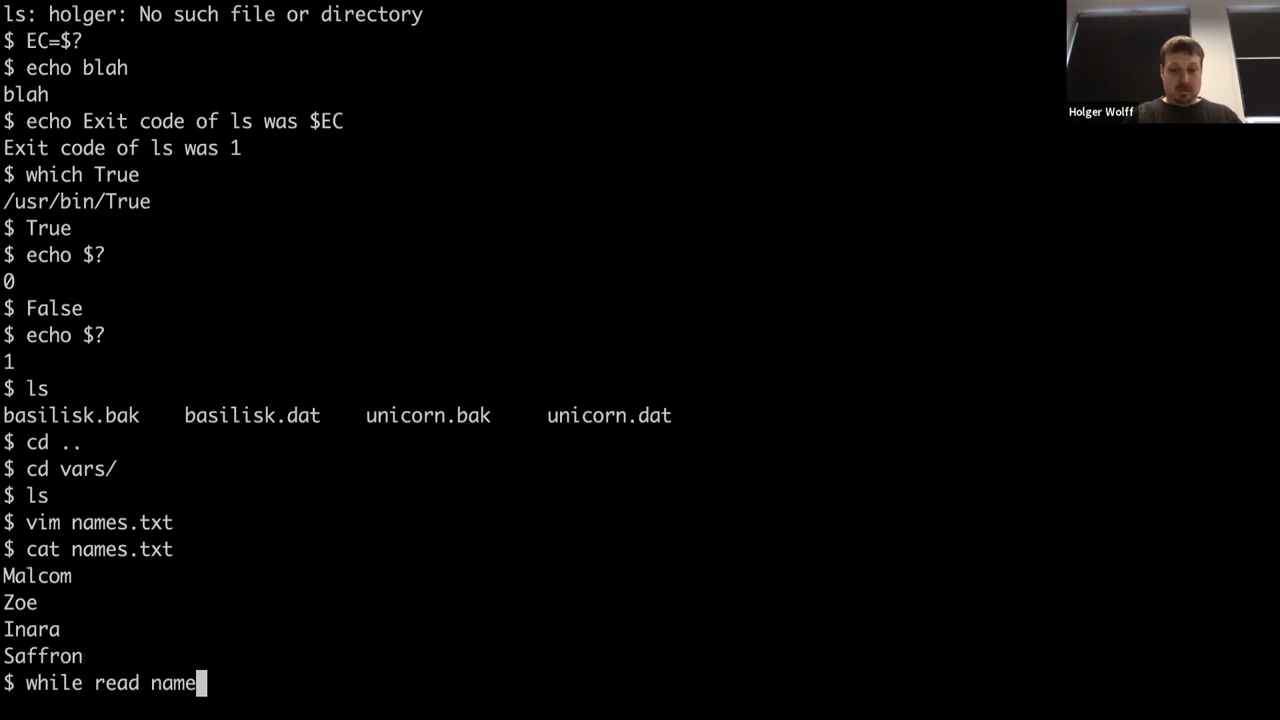 ls: holger: No such file or directory
$ EC=$?
$ echo blah
blah
$ echo Exit code of ls was $EC
Exit code of ls was 1
$ which True
/usr/bin/True
$ True
$ echo $?
0
$ False
$ echo $?
1
$ ls
basilisk.bak basilisk.dat unicorn.bak unicorn.dat
$ cd ..
$ cd vars/
$ ls
$ vim names.txt
$ cat names.txt
Malcom
Zoe
Inara
Saffron
$ while read name
Holger Wolff